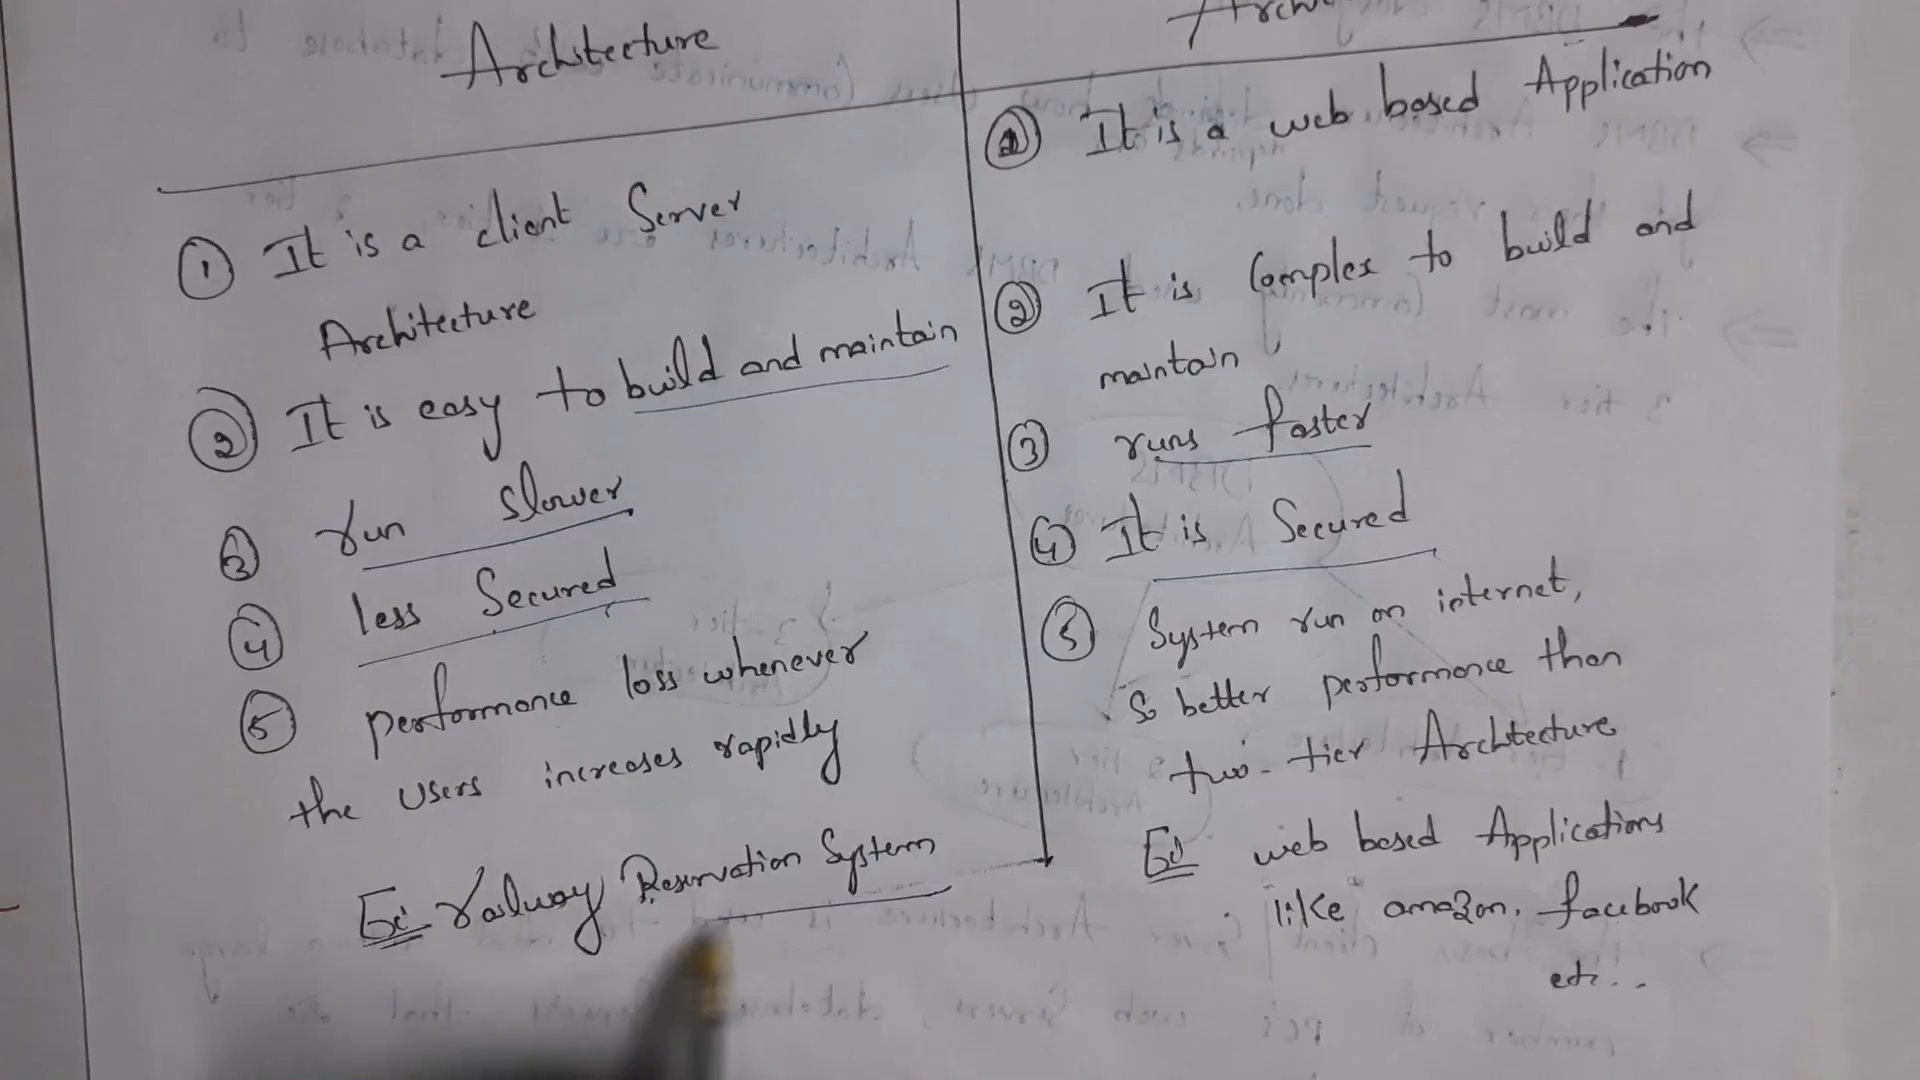 Architecture
① It is a client Server
Architecture
② It is easy to build and maintain
③ run slower
④ less Secured
⑤ performance loss whenever
the users increases rapidly
Ex: railway Reservation System
① It is a web based Application
② It is Complex to build and
maintain
③ runs faster
④ It is Secured
⑤ System run on internet,
So better performance than
two-tier Architecture
Ex: web based Applications
like amazon, facebook
etc...